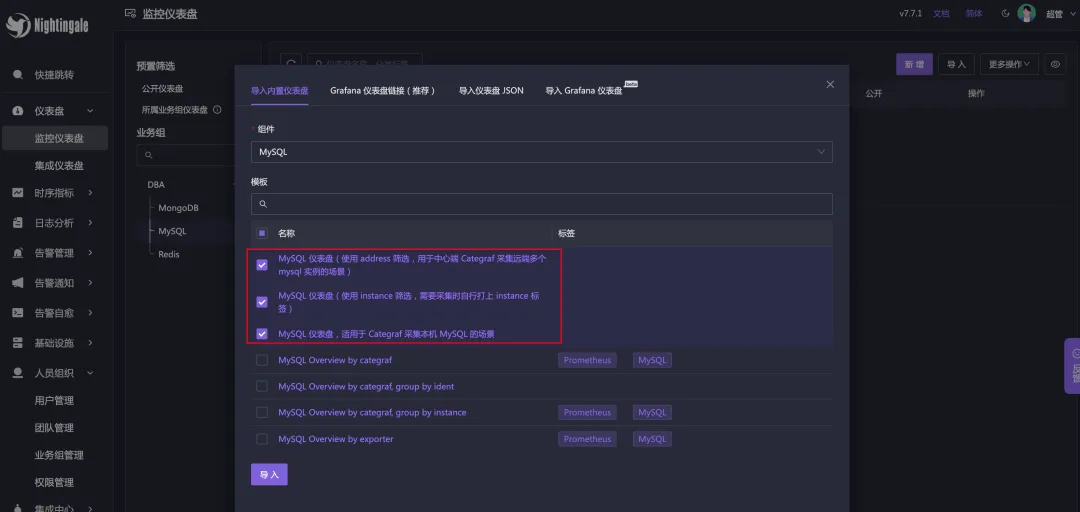 Nightingale
监控仪表盘
v7.7.1
文档
简体
超管
快捷跳转
仪表盘
监控仪表盘
集成仪表盘
时序指标
日志分析
告警管理
告警通知
告警自愈
基础设施
人员组织
用户管理
团队管理
业务组管理
权限管理
集成中心
预置筛选
公开仪表盘
所属业务组仪表盘
业务组
DBA
MongoDB
MySQL
Redis
新 增
导 入
更多操作
公开
操作
导入内置仪表盘
Grafana 仪表盘链接（推荐）
导入仪表盘 JSON
导入 Grafana 仪表盘
beta
* 组件
MySQL
模板
名称
标签
MySQL 仪表盘（使用 address 筛选，用于中心端 Categraf 采集远端多个
mysql 实例的场景）
MySQL 仪表盘（使用 instance 筛选，需要采集时自行打上 instance 标
签）
MySQL 仪表盘，适用于 Categraf 采集本机 MySQL 的场景
MySQL Overview by categraf
Prometheus
MySQL
MySQL Overview by categraf, group by ident
MySQL Overview by categraf, group by instance
Prometheus
MySQL
MySQL Overview by exporter
Prometheus
MySQL
导 入